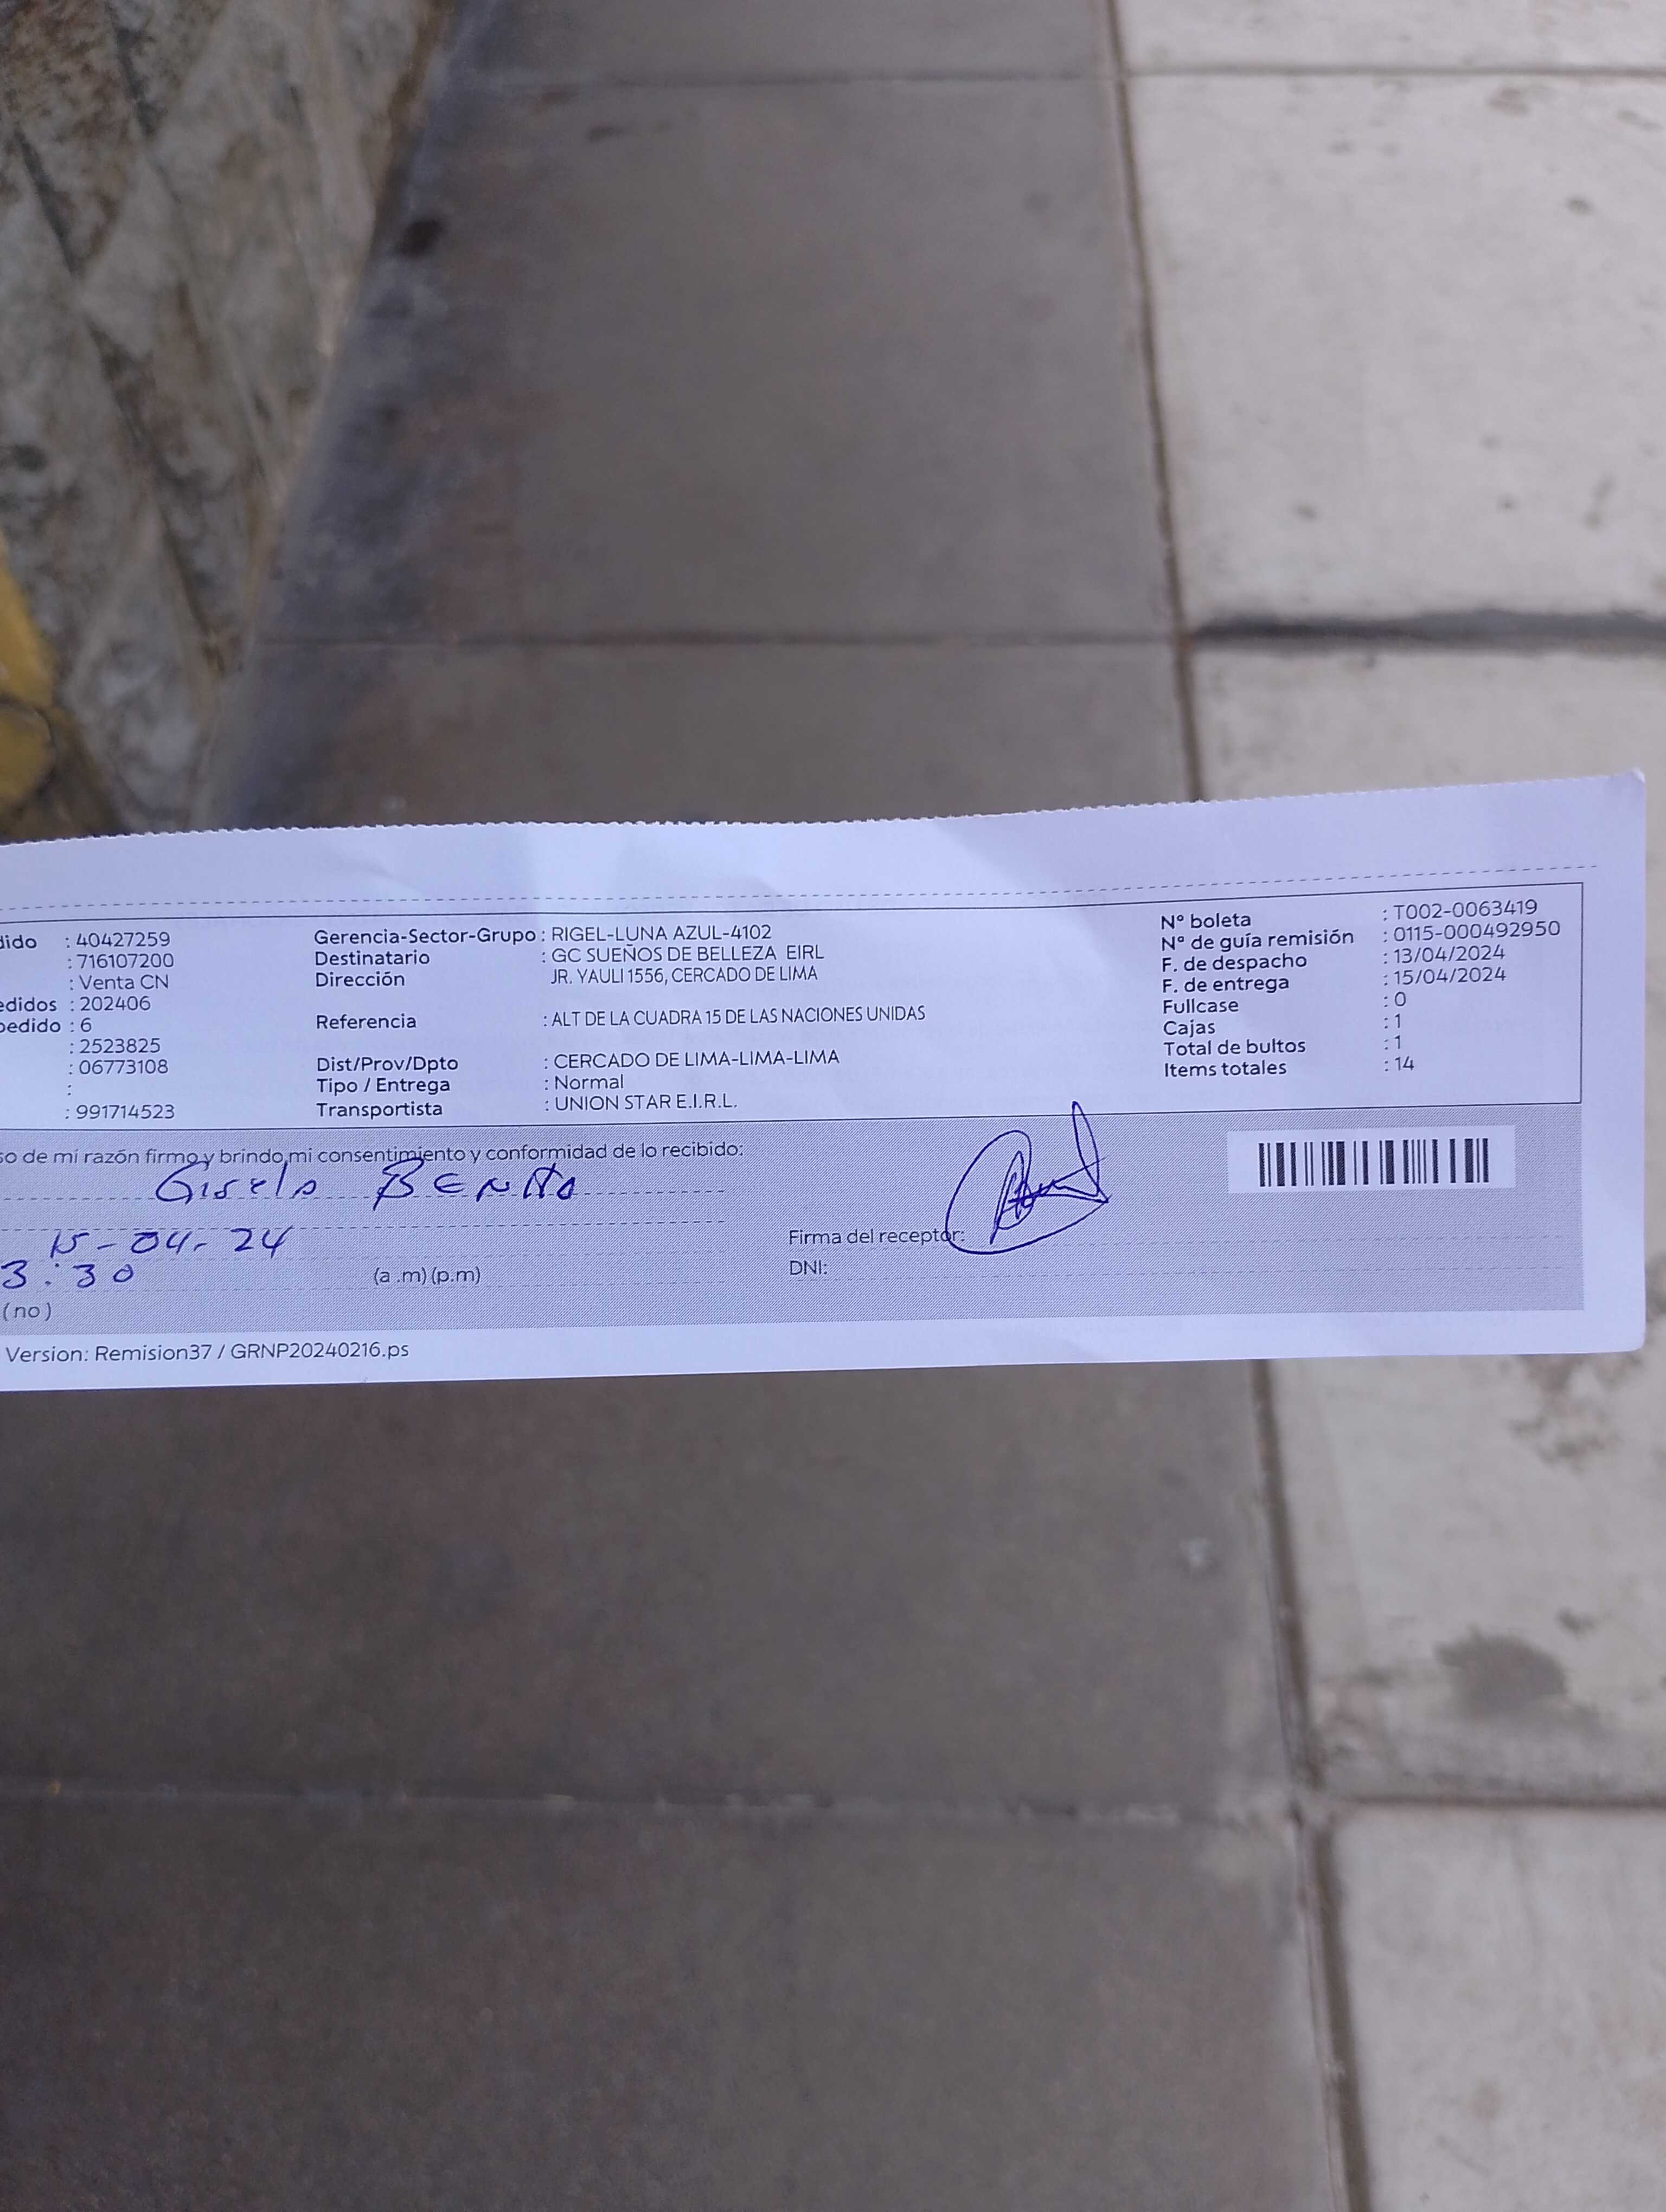 dido : 40427259 Gerencia-Sector-Grupo : RIGEL-LUNA AZUL-4102 N° boleta : T002-0063419
: 716107200 Destinatario : GC SUEÑOS DE BELLEZA EIRL N° de guía remisión : 0115-000492950
: Venta CN Dirección JR. YAULI 1556, CERCADO DE LIMA F. de despacho : 13/04/2024
edidos : 202406 F. de entrega : 15/04/2024
pedido : 6 Referencia : ALT DE LA CUADRA 15 DE LAS NACIONES UNIDAS Fullcase : 0
: 2523825 Cajas : 1
: 06773108 Dist/Prov/Dpto : CERCADO DE LIMA-LIMA-LIMA Total de bultos : 1
: Tipo / Entrega : Normal Items totales : 14
: 991714523 Transportista : UNION STAR E.I.R.L.
so de mi razón firmo y brindo mi consentimiento y conformidad de lo recibido:
Gisela
15-04-24 Firma del receptor:
3:30 (a .m) (p.m) DNI:
(no)
Version: Remision37 / GRNP20240216.ps